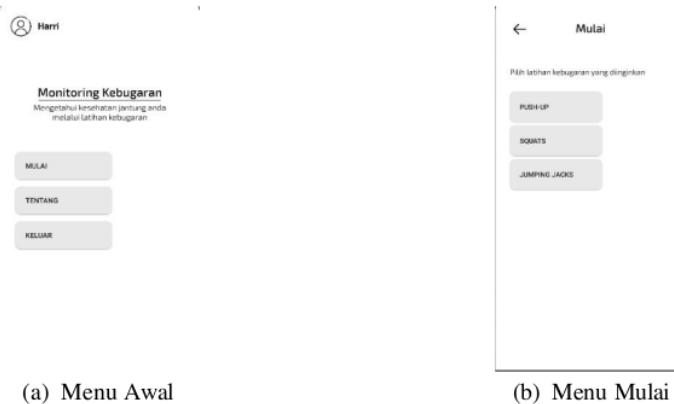 Harri
Monitoring Kebugaran
Mengetahui kesehatan jantung anda
melalui latihan kebugaran
MULAI
TENTANG
KELUAR
(a) Menu Awal
Mulai
Pilih latihan kebugaran yang diinginkan
PUSH-UP
SQUATS
JUMPING JACKS
(b) Menu Mulai